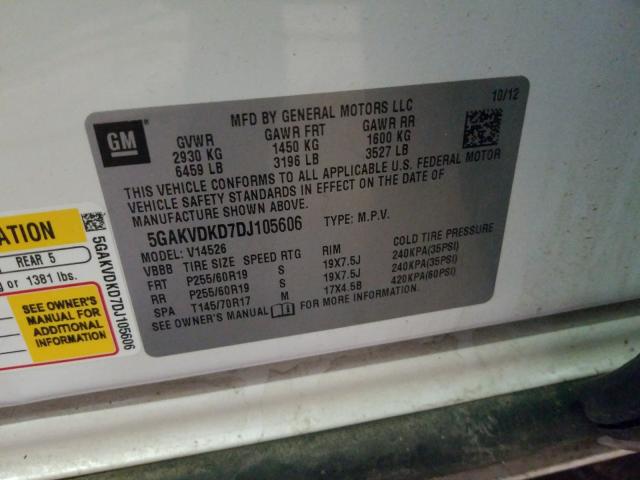 MFD BY GENERAL MOTORS LLC 10/12
GM
GVWR GAWR FRT GAWR RR
2930 KG 1450 KG 1600 KG
6459 LB 3196 LB 3527 LB
THIS VEHICLE CONFORMS TO ALL APPLICABLE U.S. FEDERAL MOTOR
VEHICLE SAFETY STANDARDS IN EFFECT ON THE DATE OF
MANUFACTURE SHOWN ABOVE.
5GAKVDKD7DJ105606 TYPE: M.P.V.
MODEL: V14526
VBBB TIRE SIZE SPEED RTG RIM COLD TIRE PRESSURE
FRT P255/60R19 S 19X7.5J 240KPA(35PSI)
RR P255/60R19 S 19X7.5J 240KPA(35PSI)
SPA T145/70R17 M 17X4.5B 420KPA(60PSI)
SEE OWNER'S MANUAL FOR MORE INFORMATION.
ATION
REAR 5
or 1381 lbs.
SEE OWNER'S
MANUAL FOR
ADDITIONAL
INFORMATION
5GAKVDKD7DJ105606